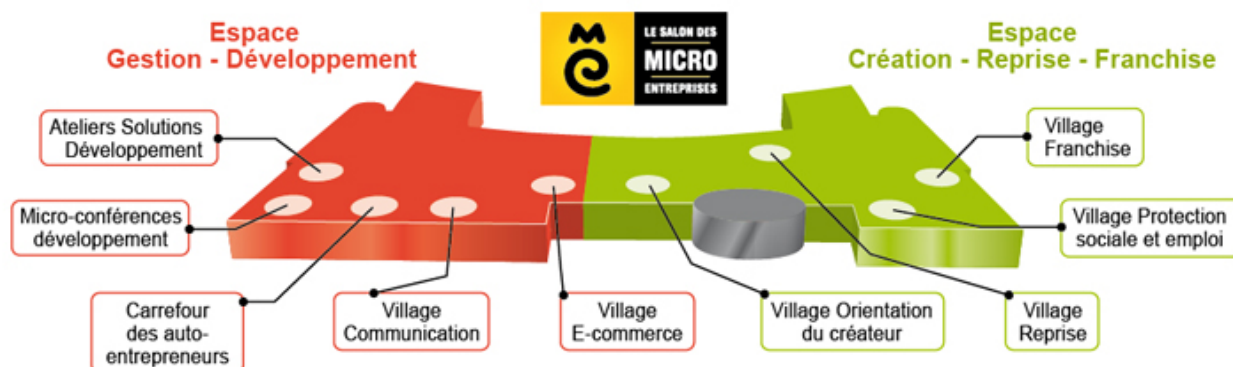 Espace
Gestion - Développement
LE SALON DES
MICRO
ENTREPRISES
Espace
Création - Reprise - Franchise
Ateliers Solutions
Développement
Micro-conférences
développement
Carrefour
des auto-
entrepreneurs
Village
Communication
Village
E-commerce
Village Orientation
du créateur
Village
Reprise
Village Protection
sociale et emploi
Village
Franchise